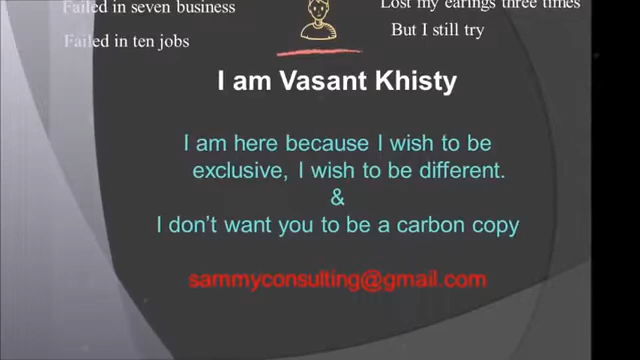 Failed in seven business
Lost my earings three times
Failed in ten jobs
But I still try
I am Vasant Khisty
I am here because I wish to be
exclusive, I wish to be different.
&
I don't want you to be a carbon copy
sammyconsulting@gmail.com